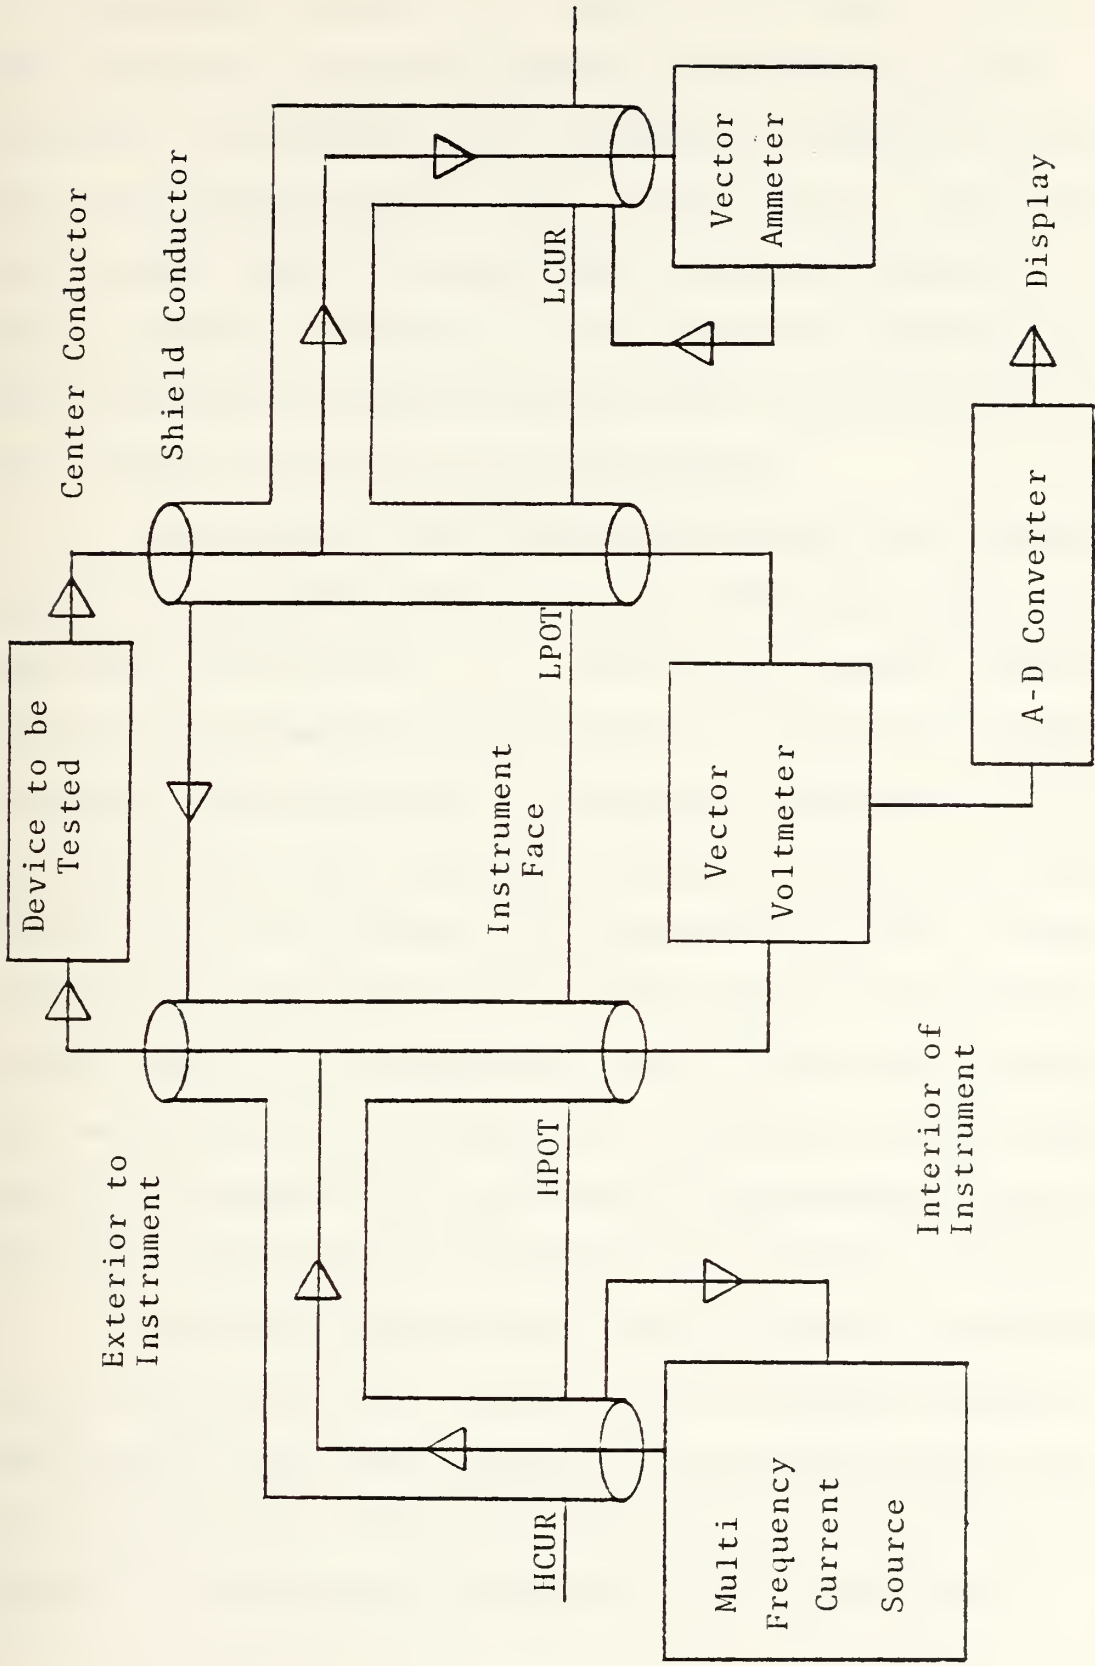 Device to be
Tested
Center Conductor
Shield Conductor
Exterior to
Instrument
Instrument
Face
HCUR
HPOT
LPOT
LCUR
Multi
Frequency
Current
Source
Interior of
Instrument
Vector
Voltmeter
Vector
Ammeter
A-D Converter
Display